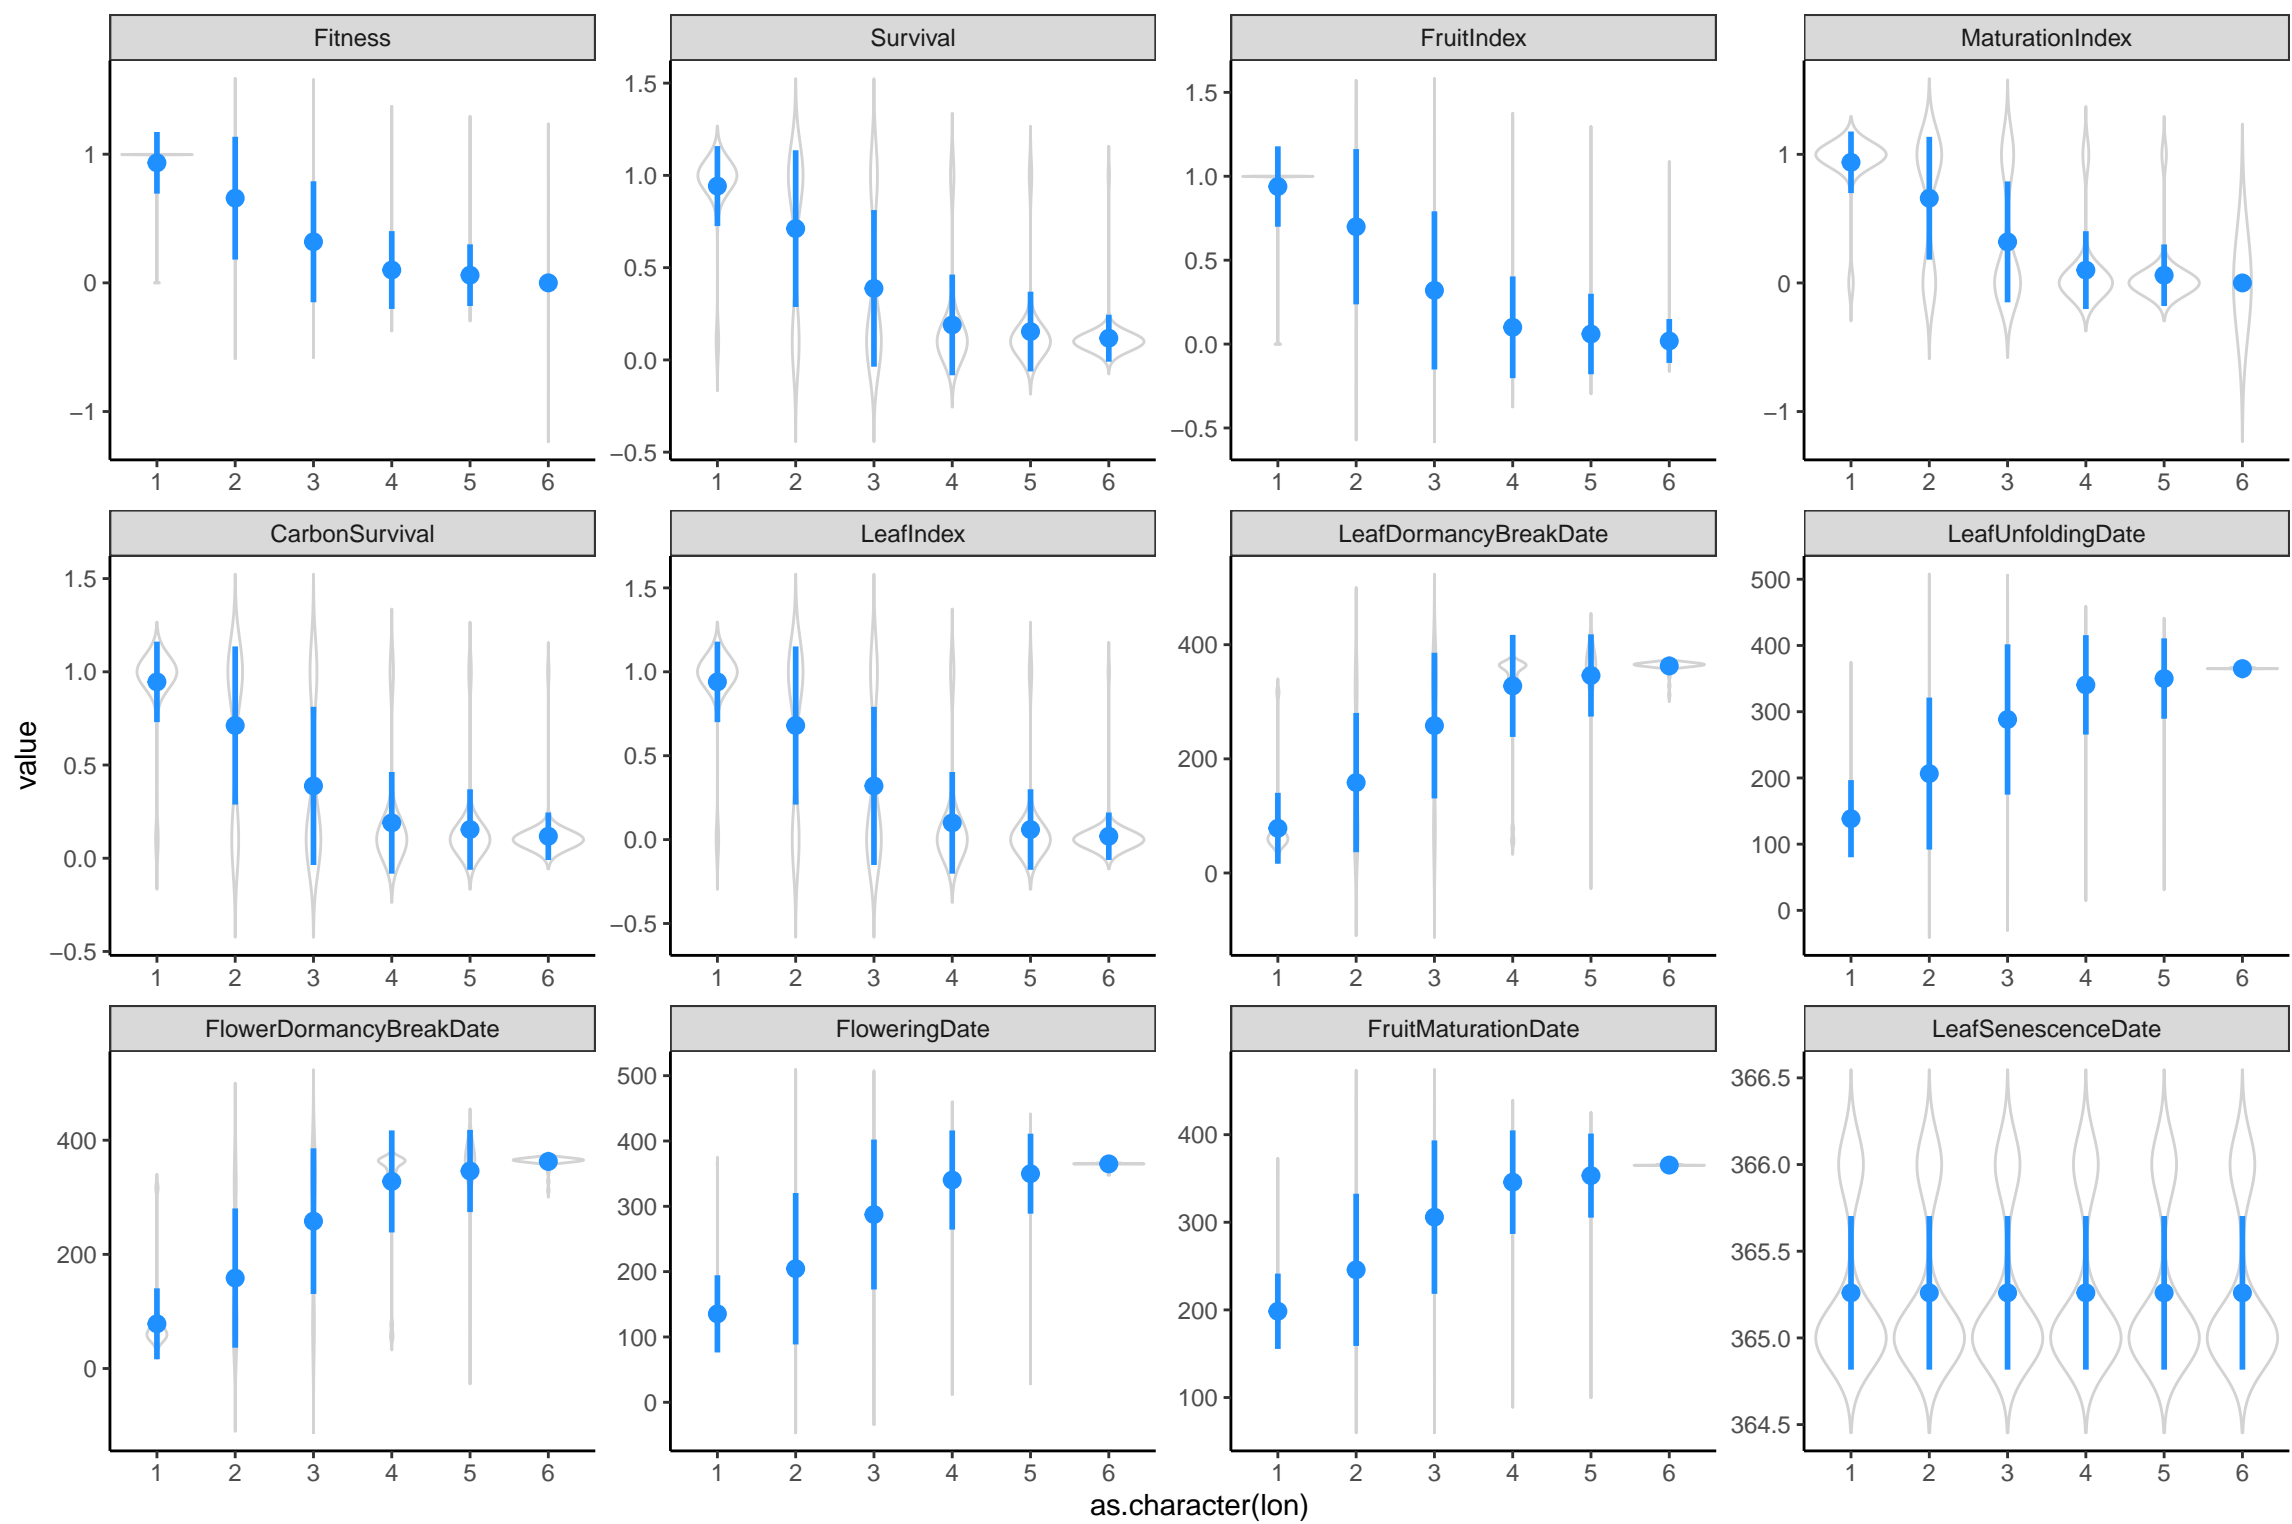 Fitness Survival FruitIndex MaturationIndex
1 0 −1
1.5 1.0 0.5 0.0 −0.5
1.5 1.0 0.5 0.0 −0.5
1 0 −1
1 2 3 4 5 6 1 2 3 4 5 6 1 2 3 4 5 6 1 2 3 4 5 6
CarbonSurvival LeafIndex LeafDormancyBreakDate LeafUnfoldingDate
1.5 1.0 0.5 0.0 −0.5
1.5 1.0 0.5 0.0 −0.5
400 200 0
500 400 300 200 100 0
1 2 3 4 5 6 1 2 3 4 5 6 1 2 3 4 5 6 1 2 3 4 5 6
value
FlowerDormancyBreakDate FloweringDate FruitMaturationDate LeafSenescenceDate
400 200 0
500 400 300 200 100 0
400 300 200 100
366.5 366.0 365.5 365.0 364.5
1 2 3 4 5 6 1 2 3 4 5 6 1 2 3 4 5 6 1 2 3 4 5 6
as.character(lon)